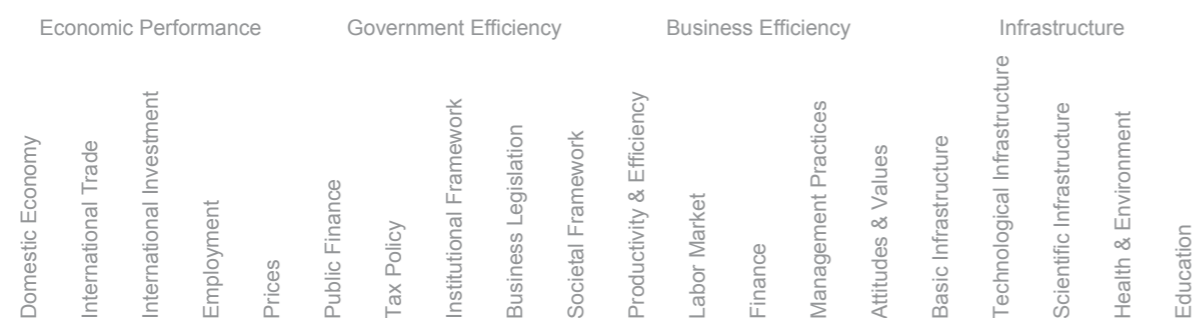 Economic Performance
Government Efficiency
Business Efficiency
Infrastructure
Domestic Economy
International Trade
International Investment
Employment
Prices
Public Finance
Tax Policy
Institutional Framework
Business Legislation
Societal Framework
Productivity & Efficiency
Labor Market
Finance
Management Practices
Attitudes & Values
Basic Infrastructure
Technological Infrastructure
Scientific Infrastructure
Health & Environment
Education